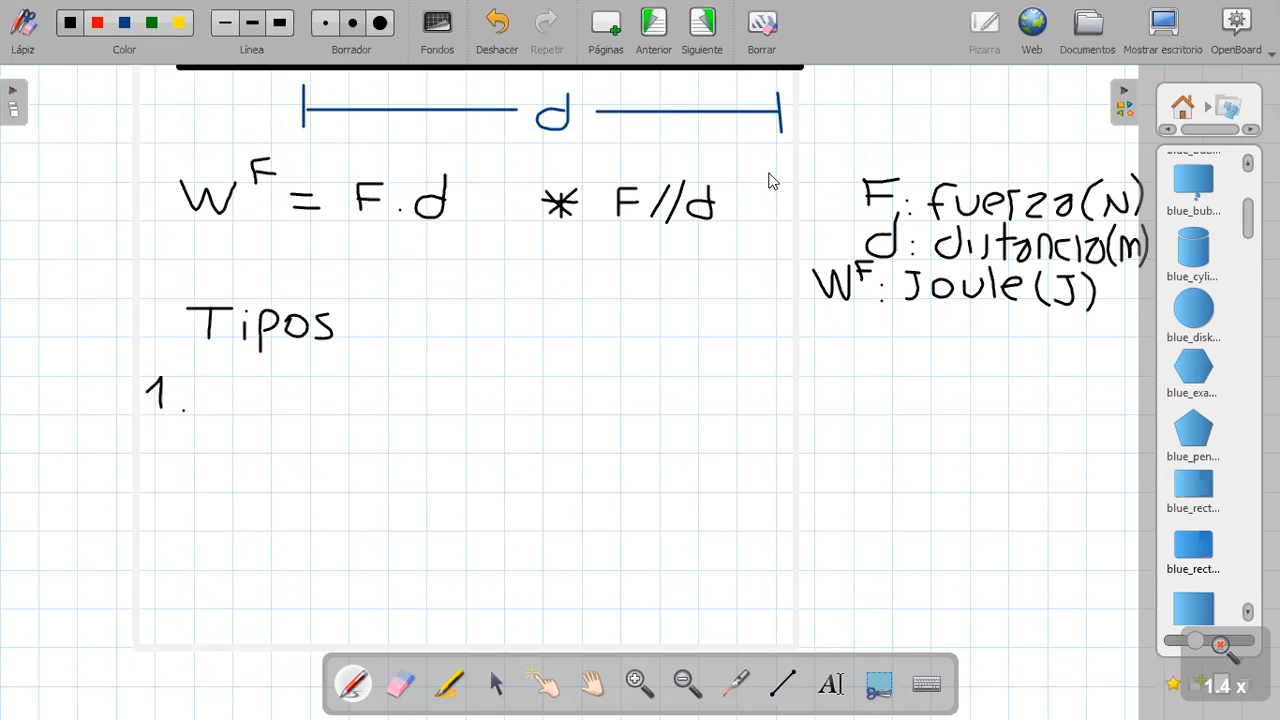 Lápiz Color Línea Borrador Fondos Deshacer Repetir Páginas Anterior Siguiente Borrar Pizarra Web Documentos Mostrar escritorio OpenBoard
d
W^F = F . d * F // d
F : fuerza (N)
d : distancia (m)
W^F : Joule (J)
Tipos
1.
blue_bub...
blue_bub...
blue_cyli...
blue_disk...
blue_exa...
blue_pen...
blue_rect...
blue_rect...
1.4 x